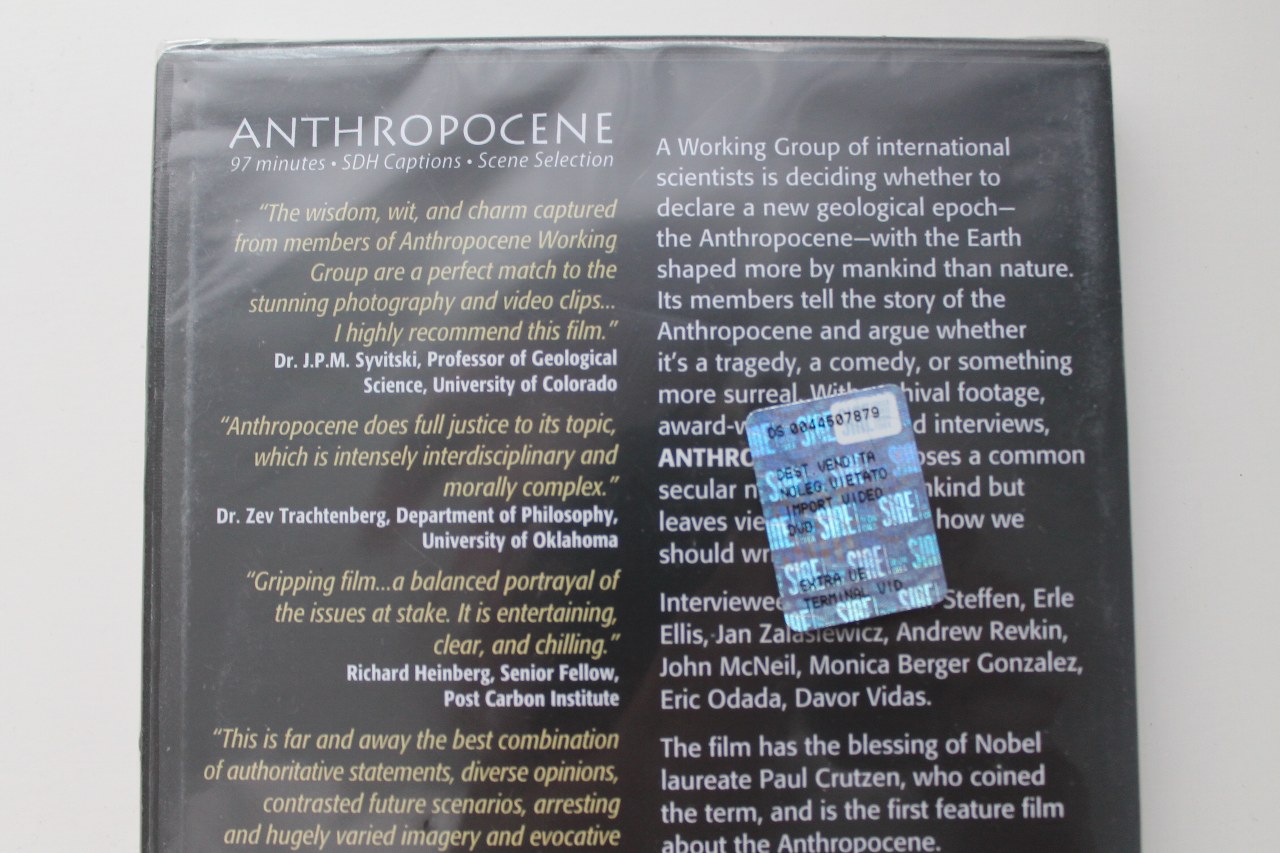 ANTHROPOCENE
97 minutes • SDH Captions • Scene Selection
“The wisdom, wit, and charm captured
from members of Anthropocene Working
Group are a perfect match to the
stunning photography and video clips...
I highly recommend this film.”
Dr. J.P.M. Syvitski, Professor of Geological
Science, University of Colorado
“Anthropocene does full justice to its topic,
which is intensely interdisciplinary and
morally complex.”
Dr. Zev Trachtenberg, Department of Philosophy,
University of Oklahoma
“Gripping film...a balanced portrayal of
the issues at stake. It is entertaining,
clear, and chilling.”
Richard Heinberg, Senior Fellow,
Post Carbon Institute
“This is far and away the best combination
of authoritative statements, diverse opinions,
contrasted future scenarios, arresting
and hugely varied imagery and evocative
A Working Group of international
scientists is deciding whether to
declare a new geological epoch—
the Anthropocene—with the Earth
shaped more by mankind than nature.
Its members tell the story of the
Anthropocene and argue whether
it’s a tragedy, a comedy, or something
more surreal. With footage,
interviews,
a common
secular
but
leaves how we
should
Steffen, Erle
Ellis, Jan Zalasiewicz, Andrew Revkin,
John McNeil, Monica Berger Gonzalez,
Eric Odada, Davor Vidas.
The film has the blessing of Nobel
laureate Paul Crutzen, who coined
the term, and is the first feature film
about the Anthropocene.
DS 0044507879
DEST.VENDITA
NOLEG.VIETATO
IMPORT VIDEO
DVD
EXTRA UE
TERMINAL VID